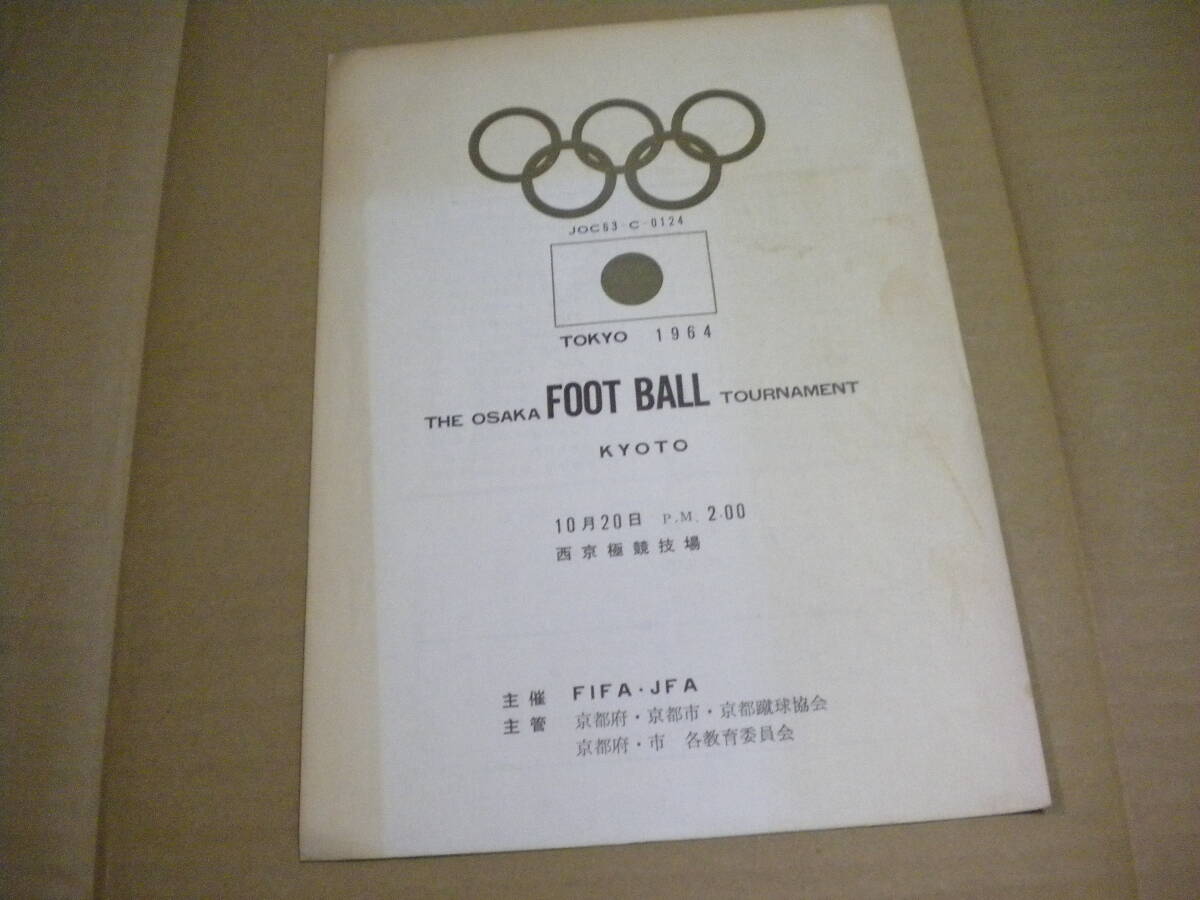 JOC63-C-0124
TOKYO 1964
THE OSAKA FOOT BALL TOURNAMENT
KYOTO
10月20日 P.M. 2.00
西京極競技場
主催 FIFA・JFA
主管 京都府・京都市・京都蹴球協会
京都府・市 各教育委員会